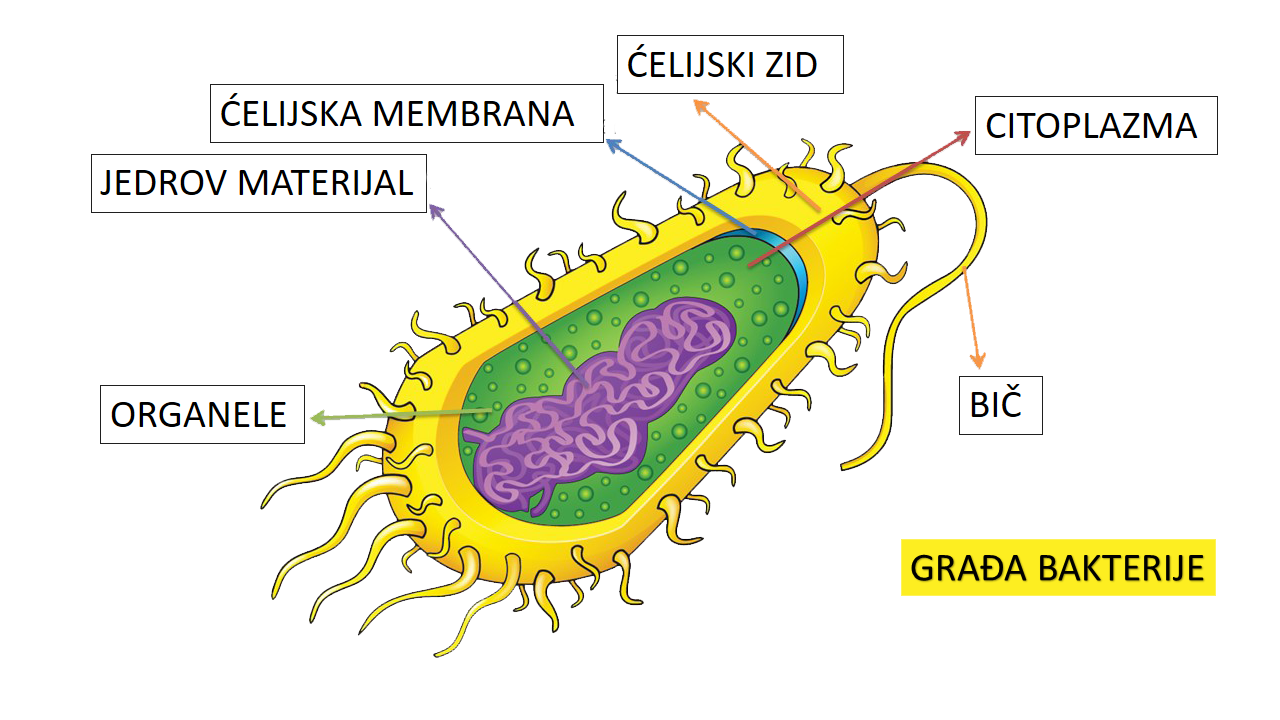 ĆELIJSKI ZID
ĆELIJSKA MEMBRANA
CITOPLAZMA
JEDROV MATERIJAL
ORGANELE
BIČ
GRAĐA BAKTERIJE